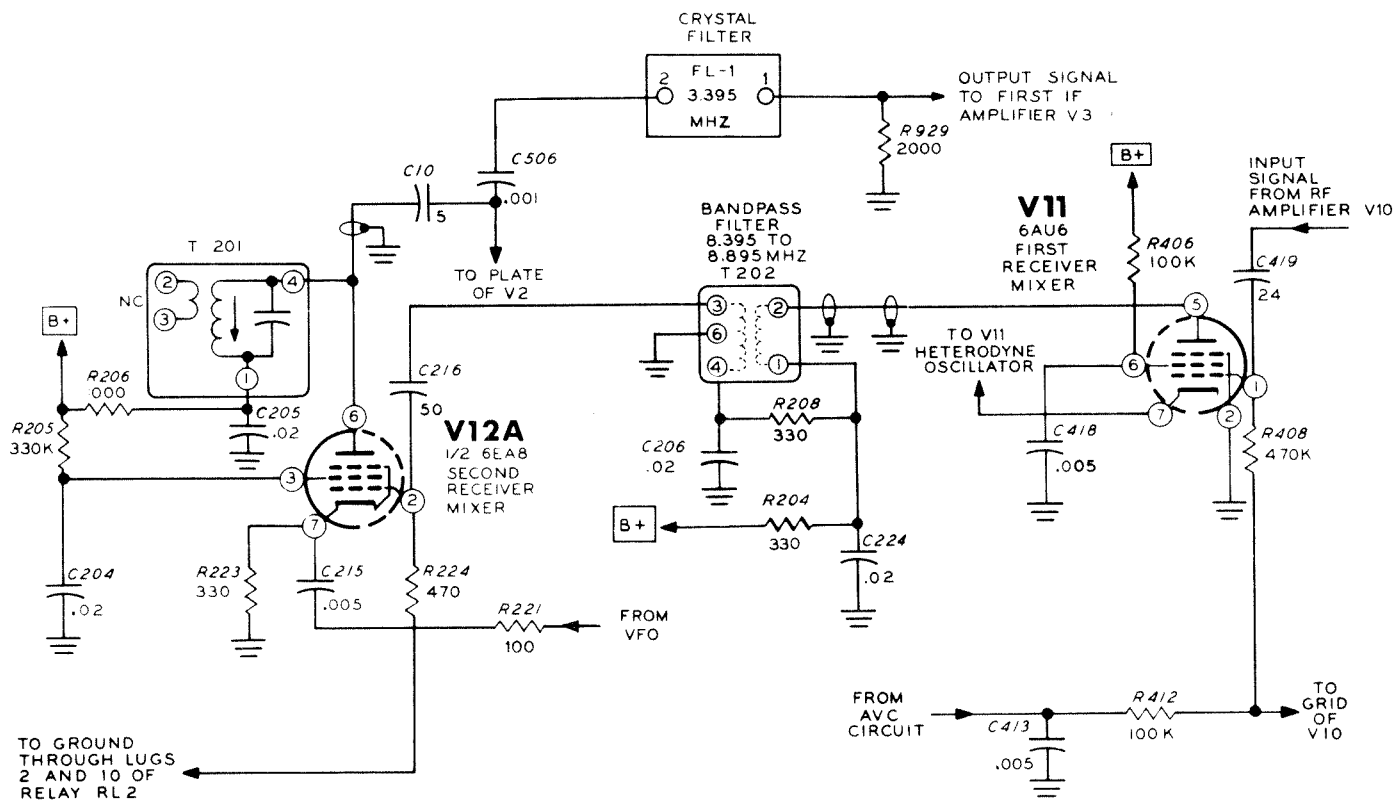 CRYSTAL
FILTER
2
FL-1
1
3.395
MHZ
OUTPUT SIGNAL
TO FIRST IF
AMPLIFIER V3
R929
2000
C10
5
C506
.001
TO PLATE
OF V2
T 201
2
4
NC
3
1
B+
R206
000
R205
330K
C205
.02
6
V12A
1/2 6EA8
SECOND
RECEIVER
MIXER
3
2
7
C216
50
C204
.02
R223
330
C215
.005
R224
470
R221
100
FROM
VFO
TO GROUND
THROUGH LUGS
2 AND 10 OF
RELAY RL2
BANDPASS
FILTER
8.395 TO
8.895MHZ
T202
3
2
6
4
1
R208
330
C206
.02
B+
R204
330
C224
.02
V11
6AU6
FIRST
RECEIVER
MIXER
B+
R406
100K
INPUT
SIGNAL
FROM RF
AMPLIFIER V10
C419
24
5
TO V11
HETERODYNE
OSCILLATOR
6
1
7
2
C418
.005
R408
470K
FROM
AVC
CIRCUIT
C413
.005
R412
100K
TO
GRID
OF
V10